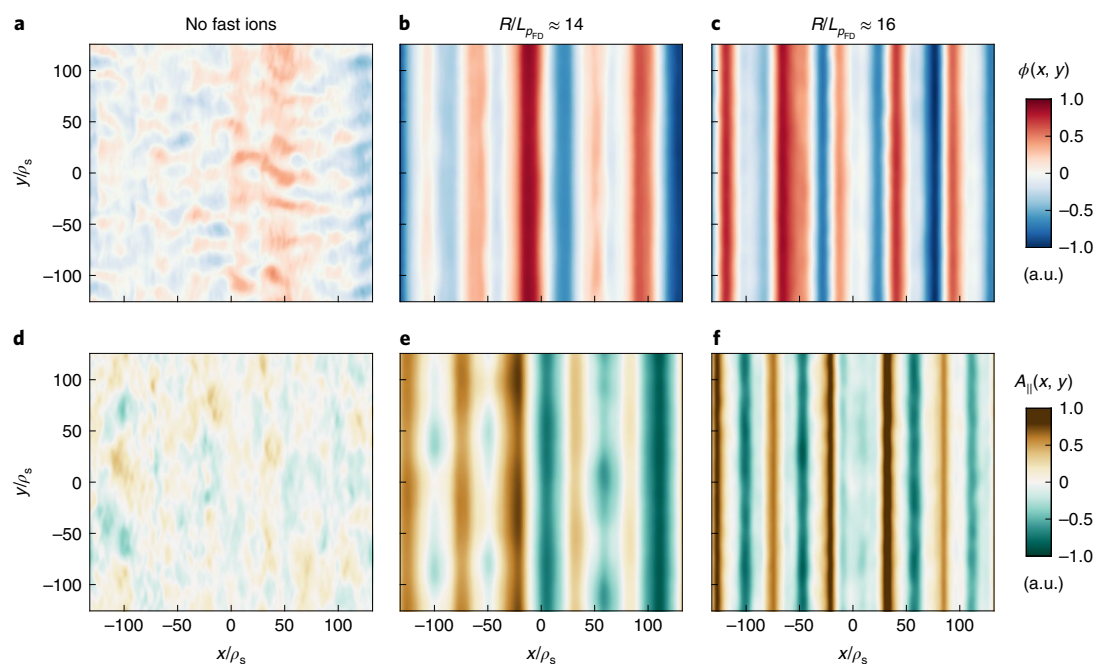 a No fast ions b R/L_{p_{FD}} ≈ 14 c R/L_{p_{FD}} ≈ 16
ϕ(x, y)
1.0
0.5
0
−0.5
−1.0
(a.u.)
y/ρ_s
100
50
0
−50
−100
d e f
A_{||}(x, y)
1.0
0.5
0
−0.5
−1.0
(a.u.)
y/ρ_s
100
50
0
−50
−100
−100 −50 0 50 100 −100 −50 0 50 100 −100 −50 0 50 100
x/ρ_s x/ρ_s x/ρ_s